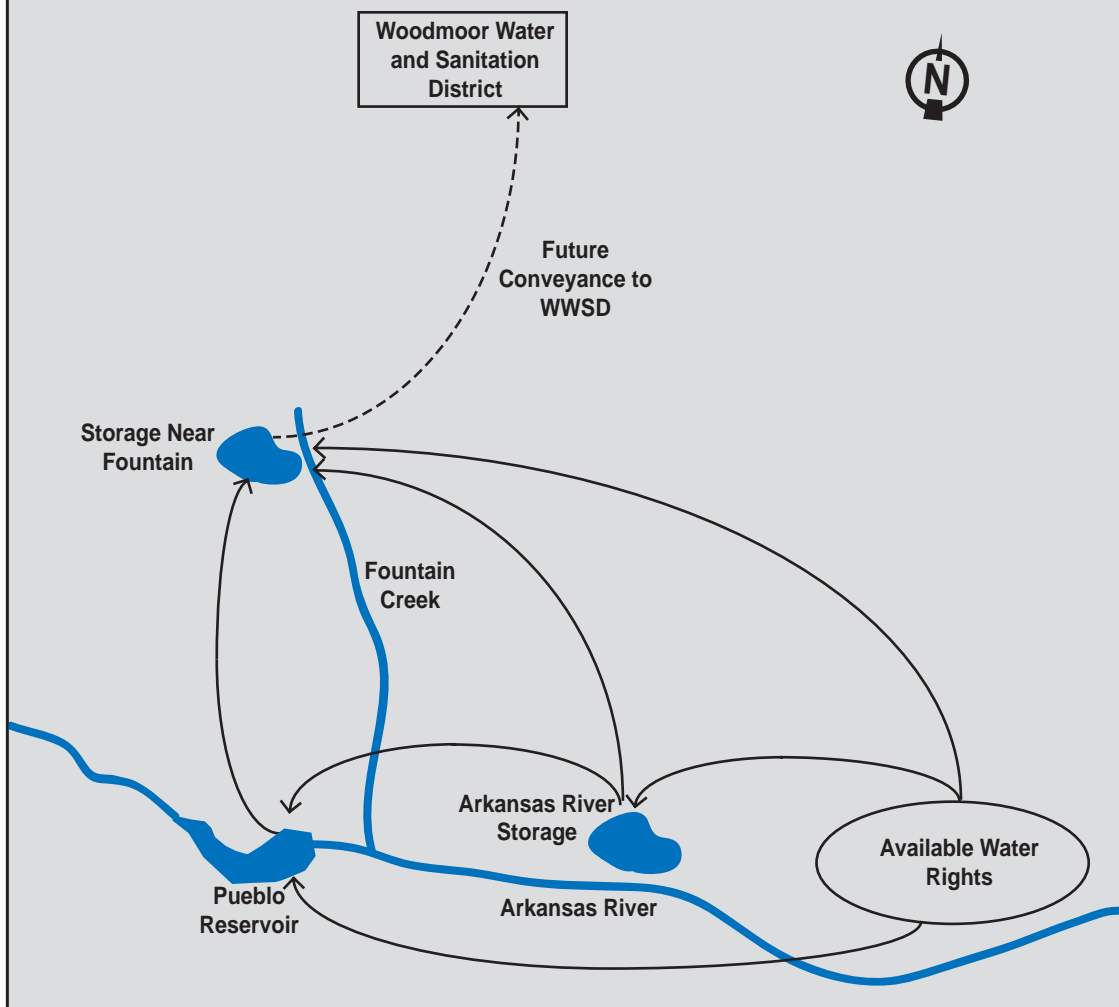 Woodmoor Water
and Sanitation
District
N
Future
Conveyance to
WWSD
Storage Near
Fountain
Fountain
Creek
Arkansas River
Storage
Available Water
Rights
Pueblo
Reservoir
Arkansas River